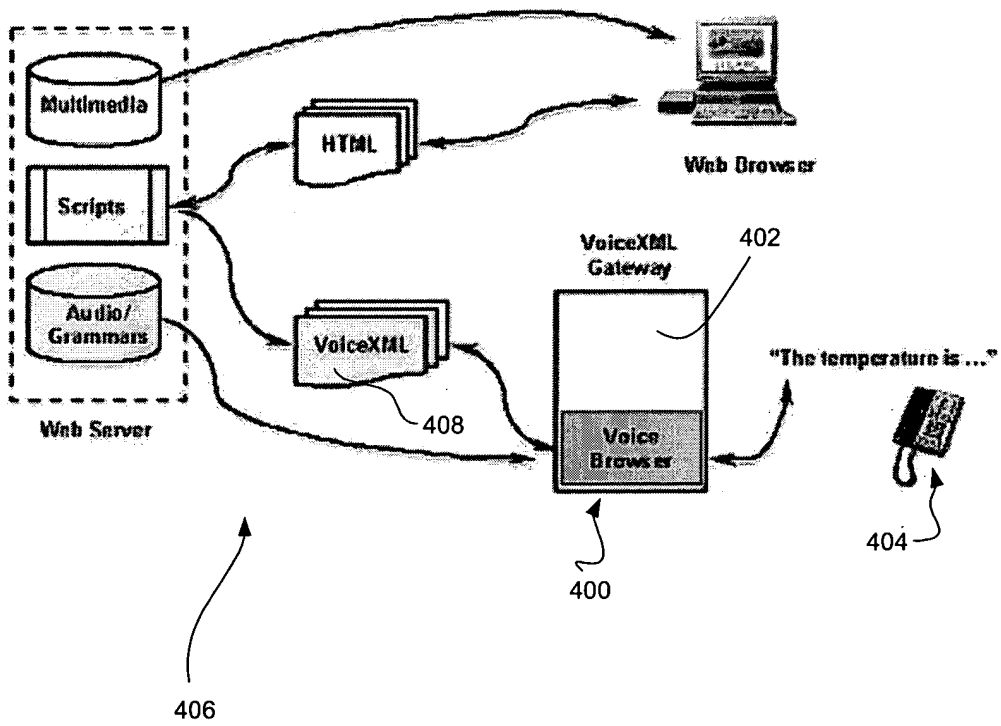 Multimedia
HTML
Web Browser
Scripts
VoiceXML
Gateway
402
Audio/
Grammars
VoiceXML
"The temperature is ..."
408
Web Server
Voice
Browser
404
400
406